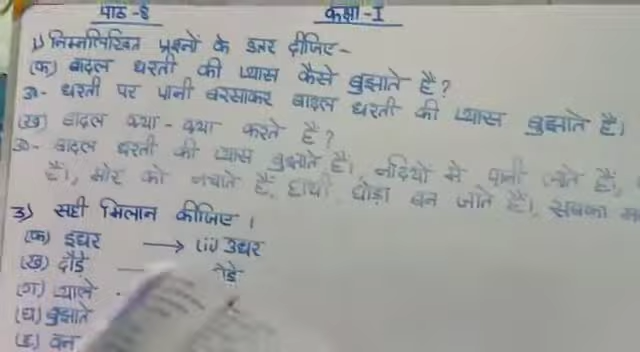 पाठ-8 कक्षा-I
1) निम्नलिखित प्रश्नों के उत्तर दीजिए-
(क) बादल धरती की प्यास कैसे बुझाते हैं?
उ- धरती पर पानी बरसाकर बादल धरती की प्यास बुझाते हैं।
(ख) बादल क्या-क्या करते हैं?
उ- बादल धरती की प्यास बुझाते हैं, नदियों में पानी लाते हैं,
हैं, मोर को नचाते हैं, हाथी घोड़ा बन जाते हैं, सबका
3) सही मिलान कीजिए।
(क) इधर → (ii) उधर
(ख) दौड़े
(ग) प्याले
(घ) बुझाते
(ङ) बन